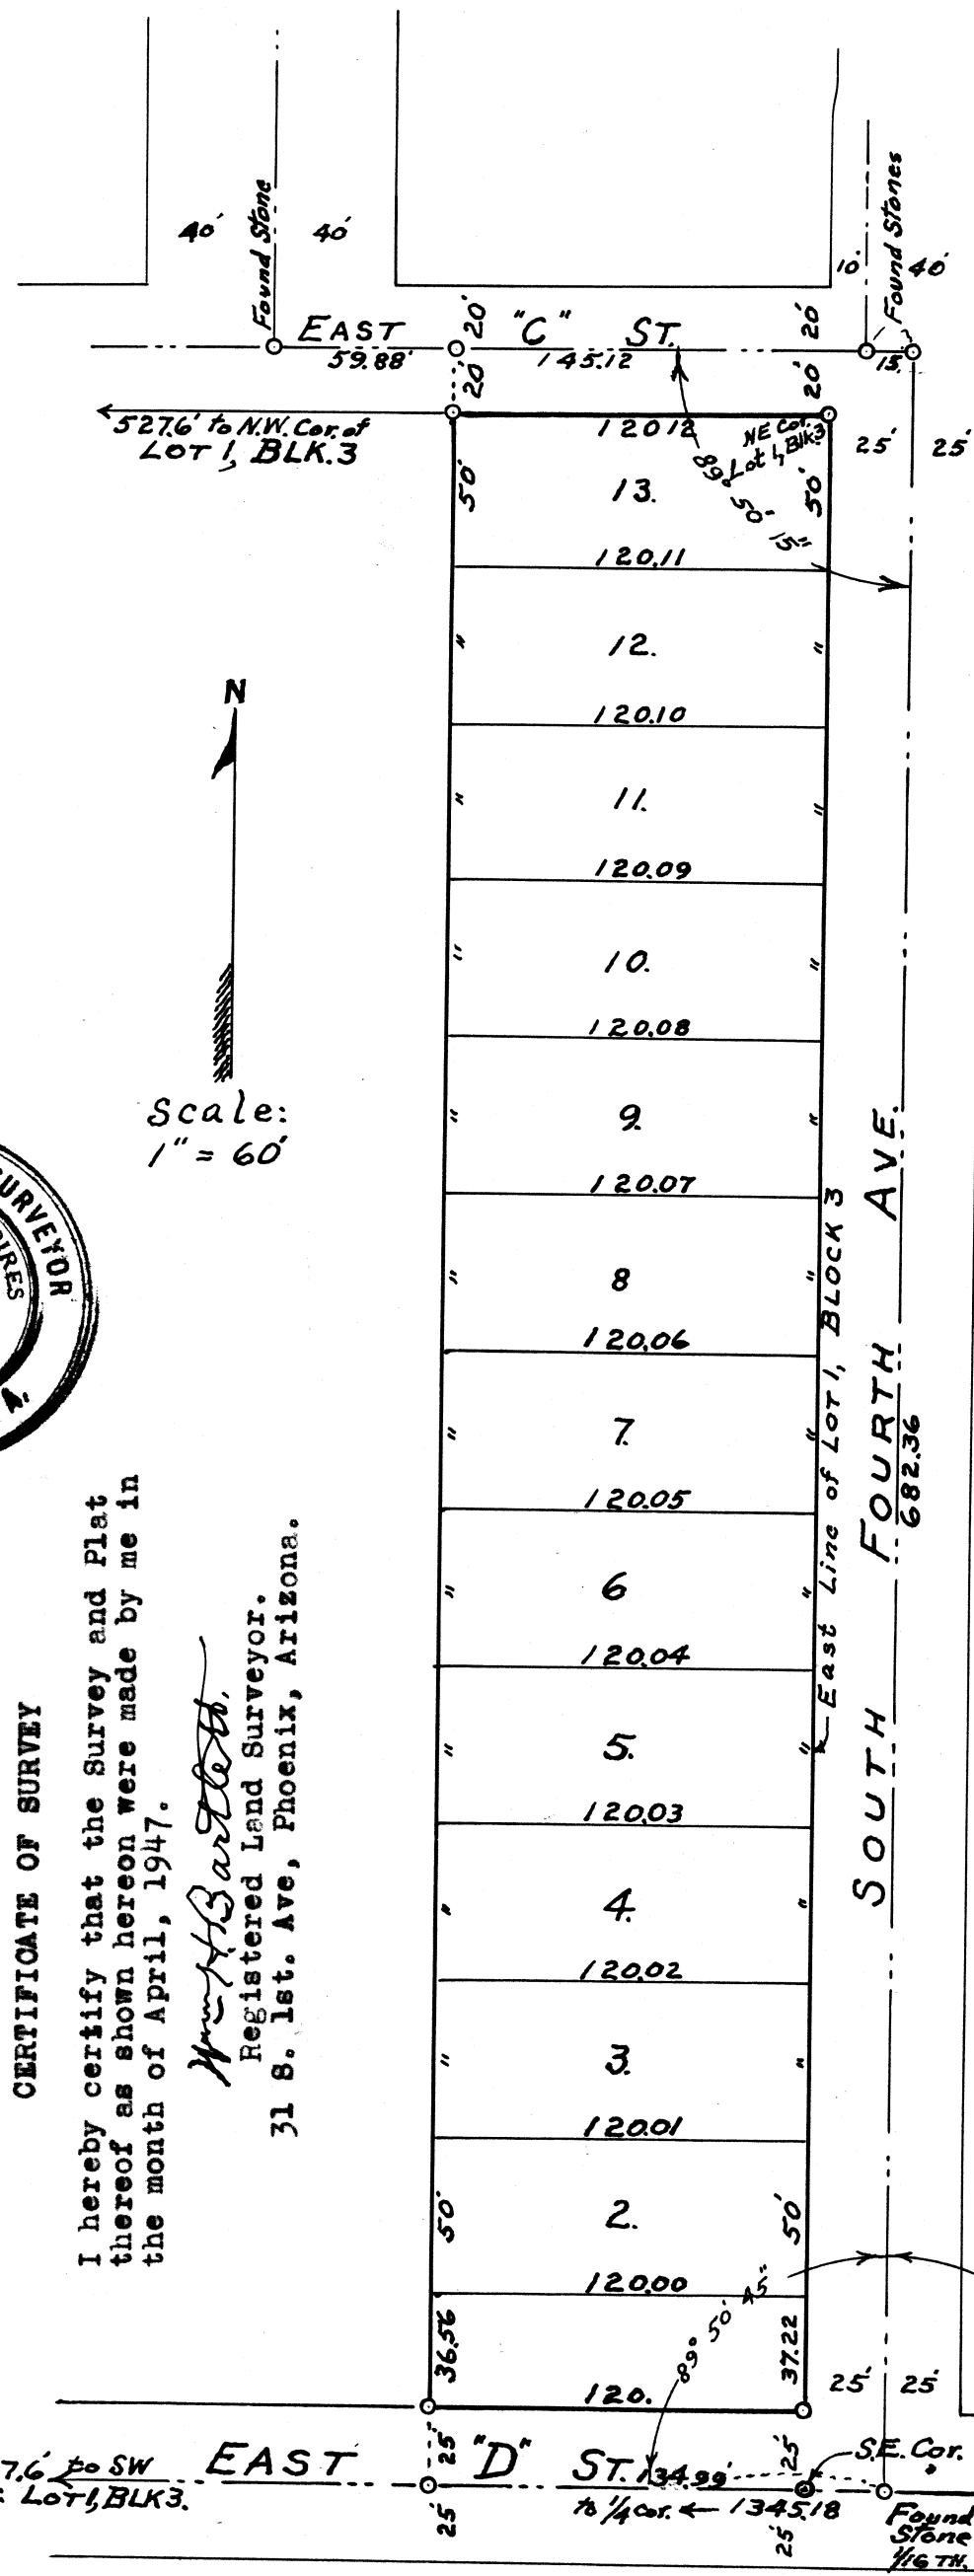 40'
Found Stone
40'
10.
Found Stones
40'
EAST "C" ST.
20'
20'
59.88'
145.12
15.
20'
20'
527.6' to N.W. Cor. of
LOT 1, BLK.3
120.12
NE Cor.
Lot 1, Blk 3
25'
25'
50'
13.
50'
89° 50' 15"
120.11
"
12.
"
120.10
"
11.
"
120.09
"
10.
"
120.08
"
9.
"
120.07
"
8
"
120.06
"
7.
"
120.05
"
6
"
120.04
"
5.
"
120.03
"
4.
"
120.02
"
3.
"
120.01
50'
2.
50'
120.00
36.56
37.22
120.
89° 50' 45"
25'
25'
N
Scale:
1" = 60'
SURVEYOR
PIRES
A.
East Line of LOT 1, BLOCK 3
SOUTH FOURTH AVE.
682.36
CERTIFICATE OF SURVEY
I hereby certify that the Survey and Plat
thereof as shown hereon were made by me in
the month of April, 1947.
Bartlett.
Registered Land Surveyor.
31 S. 1st. Ave, Phoenix, Arizona.
7.6' to SW
LOT 1, BLK 3.
EAST "D" ST.
25'
25'
134.99'
S.E. Cor.
to 1/4 Cor. ← 1345.18
25'
25'
Found
Stone
1/16 TH.